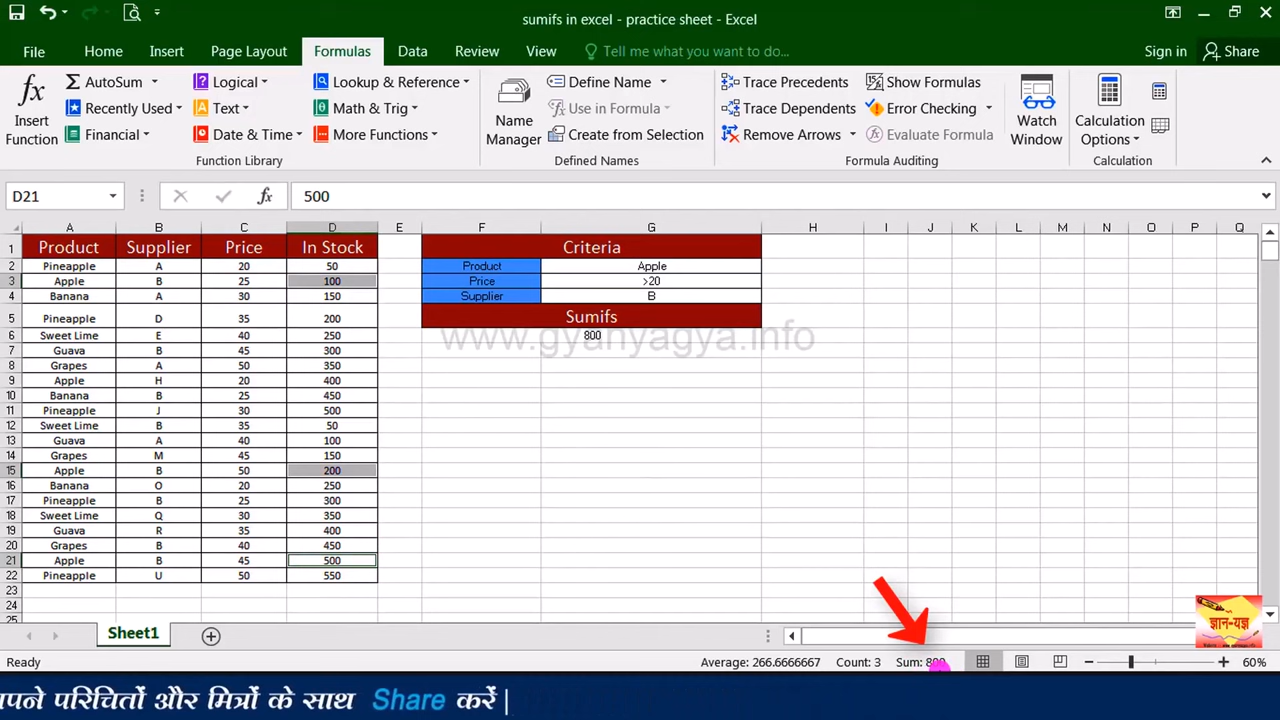 sumifs in excel - practice sheet - Excel
File Home Insert Page Layout Formulas Data Review View Tell me what you want to do... Sign in Share
Insert Function
AutoSum
Recently Used
Financial
Logical
Text
Date & Time
Lookup & Reference
Math & Trig
More Functions
Function Library
Name Manager
Define Name
Use in Formula
Create from Selection
Defined Names
Trace Precedents
Trace Dependents
Remove Arrows
Show Formulas
Error Checking
Evaluate Formula
Formula Auditing
Watch Window
Calculation Options
Calculation
D21 fx 500
A B C D E F G H I J K L M N O P Q
1 Product Supplier Price In Stock Criteria
2 Pineapple A 20 50 Product Apple
3 Apple B 25 100 Price >20
4 Banana A 30 150 Supplier B
5 Pineapple D 35 200 Sumifs
6 Sweet Lime E 40 250 800
www.gyanyagya.info
7 Guava B 45 300
8 Grapes A 50 350
9 Apple H 20 400
10 Banana B 25 450
11 Pineapple J 30 500
12 Sweet Lime B 35 50
13 Guava A 40 100
14 Grapes M 45 150
15 Apple B 50 200
16 Banana O 20 250
17 Pineapple B 25 300
18 Sweet Lime Q 30 350
19 Guava R 35 400
20 Grapes B 40 450
21 Apple B 45 500
22 Pineapple U 50 550
23
24
25
ज्ञान-यज्ञ
Sheet1
Ready Average: 266.6666667 Count: 3 Sum: 800 60%
अपने परिचितों और मित्रों के साथ Share करें |